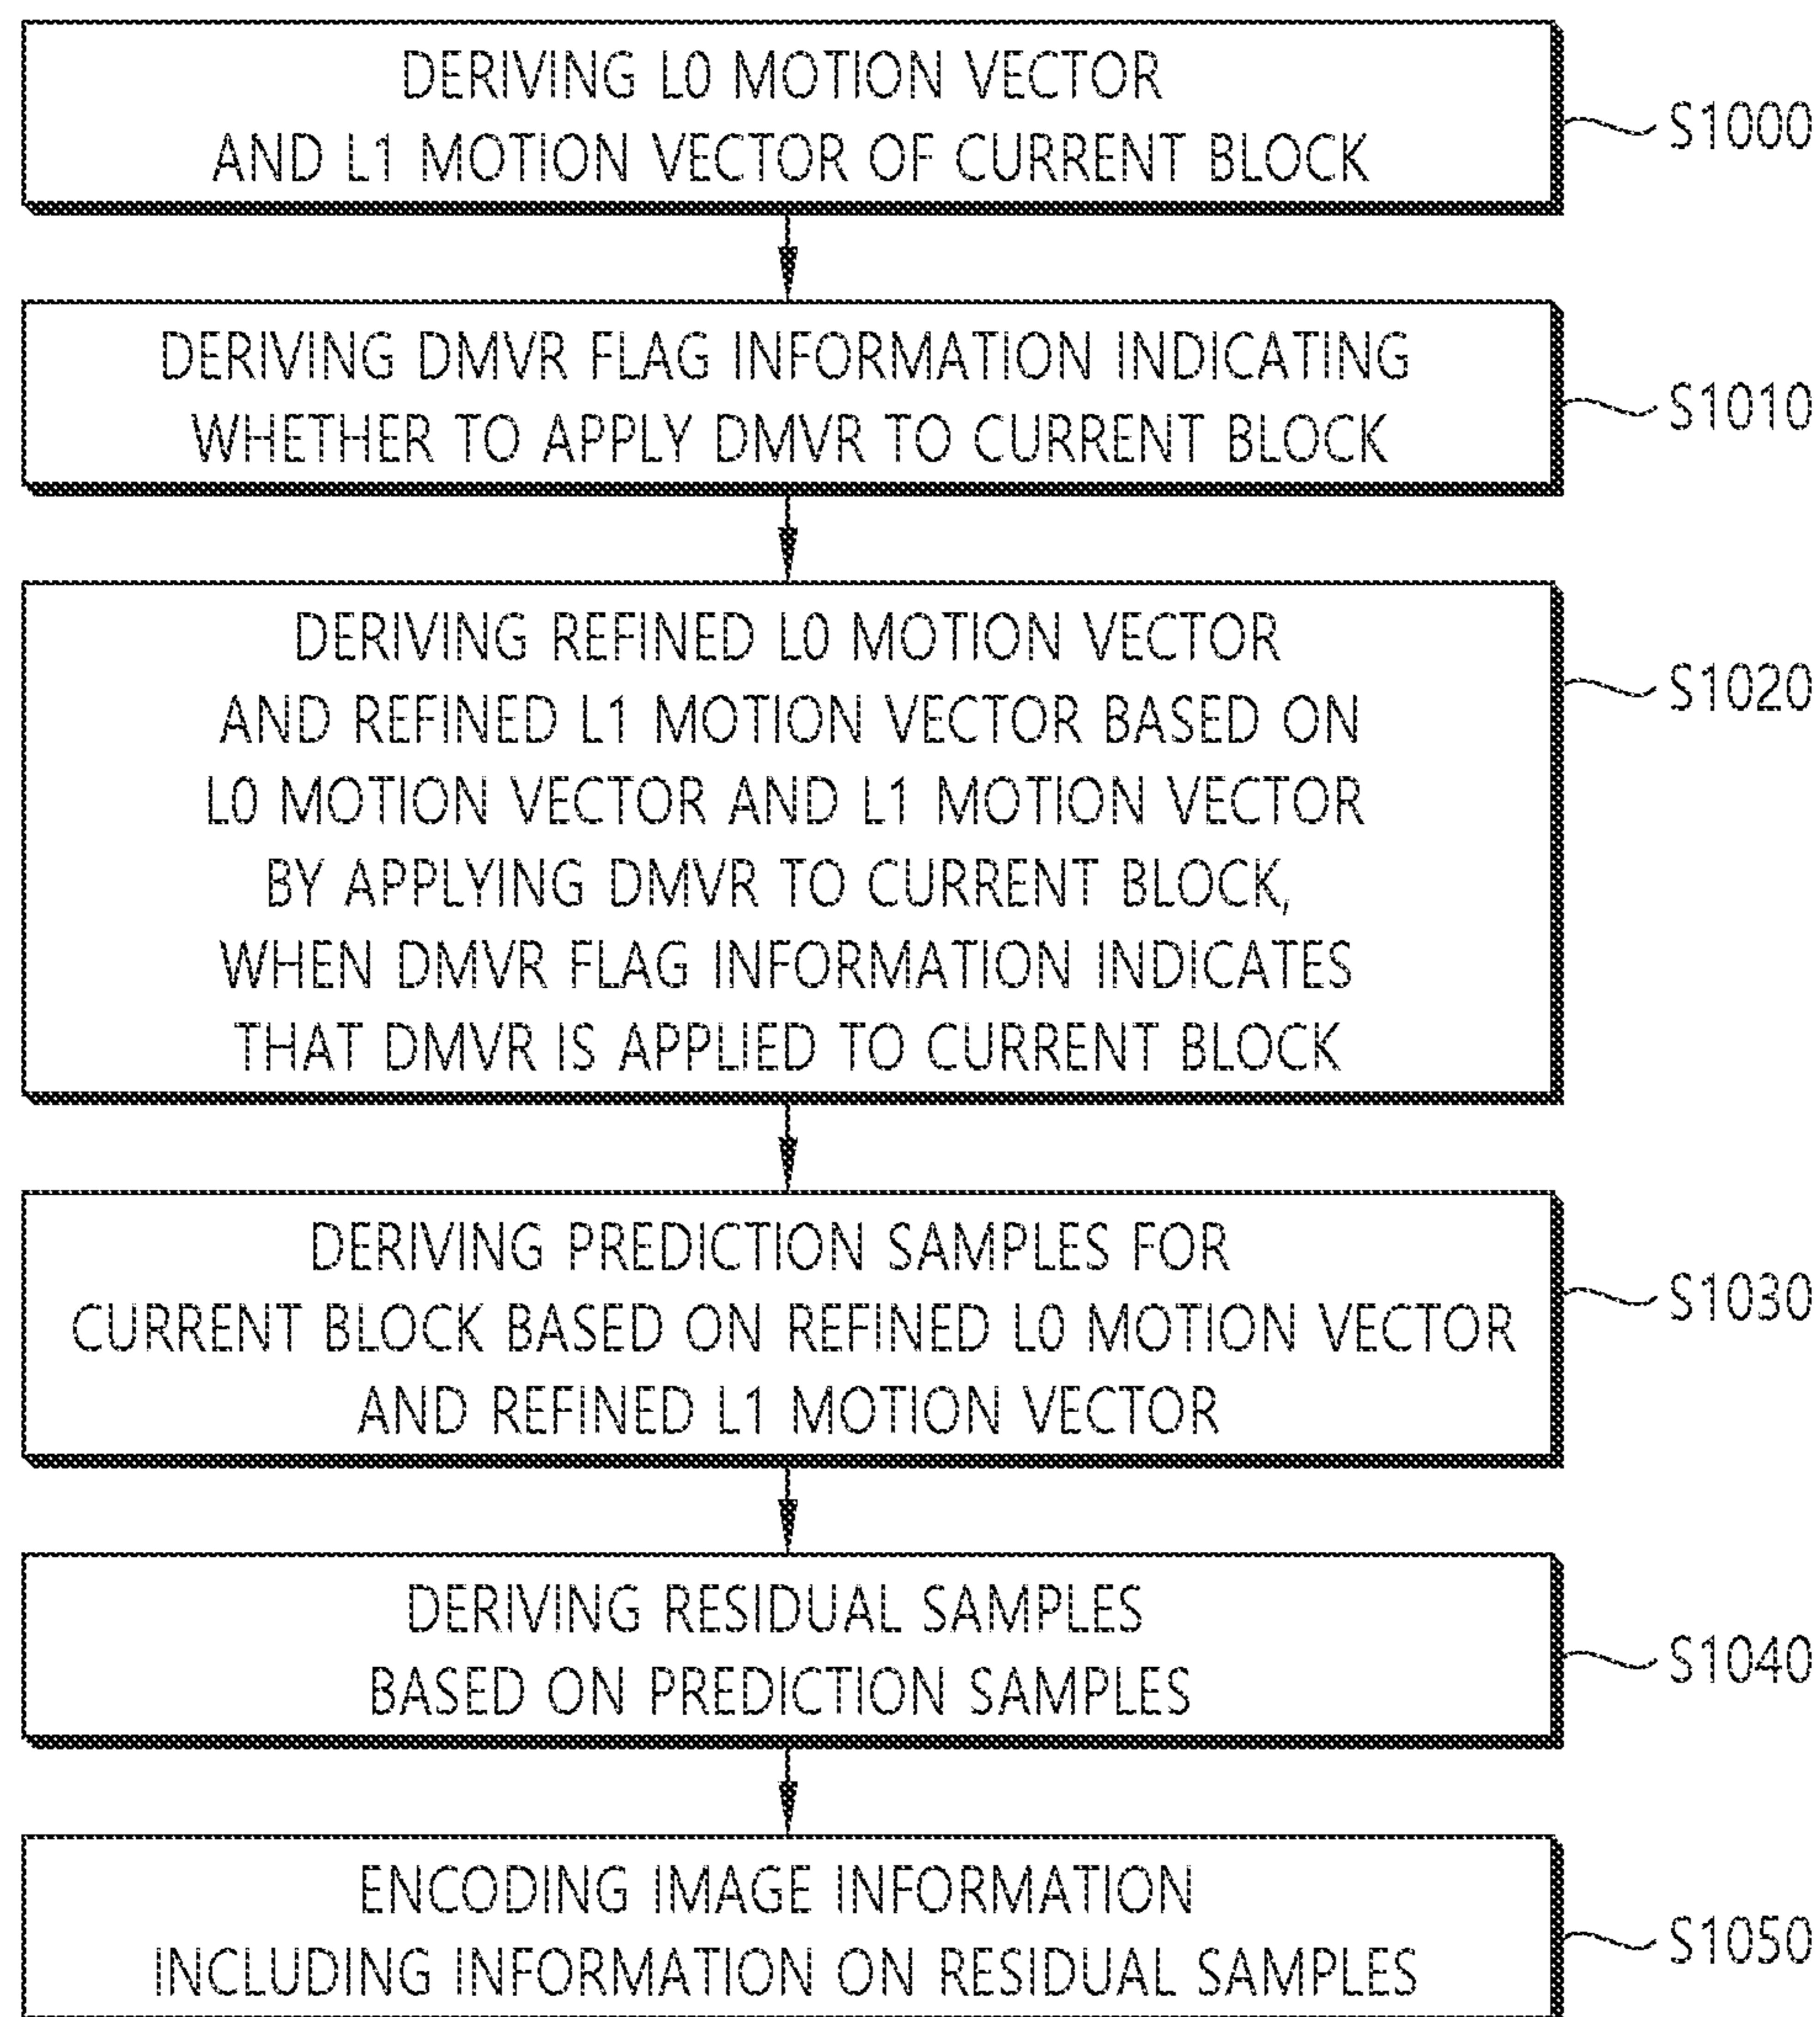 DERIVING L0 MOTION VECTOR
AND L1 MOTION VECTOR OF CURRENT BLOCK
S1000
DERIVING DMVR FLAG INFORMATION INDICATING
WHETHER TO APPLY DMVR TO CURRENT BLOCK
S1010
DERIVING REFINED L0 MOTION VECTOR
AND REFINED L1 MOTION VECTOR BASED ON
L0 MOTION VECTOR AND L1 MOTION VECTOR
BY APPLYING DMVR TO CURRENT BLOCK,
WHEN DMVR FLAG INFORMATION INDICATES
THAT DMVR IS APPLIED TO CURRENT BLOCK
S1020
DERIVING PREDICTION SAMPLES FOR
CURRENT BLOCK BASED ON REFINED L0 MOTION VECTOR
AND REFINED L1 MOTION VECTOR
S1030
DERIVING RESIDUAL SAMPLES
BASED ON PREDICTION SAMPLES
S1040
ENCODING IMAGE INFORMATION
INCLUDING INFORMATION ON RESIDUAL SAMPLES
S1050